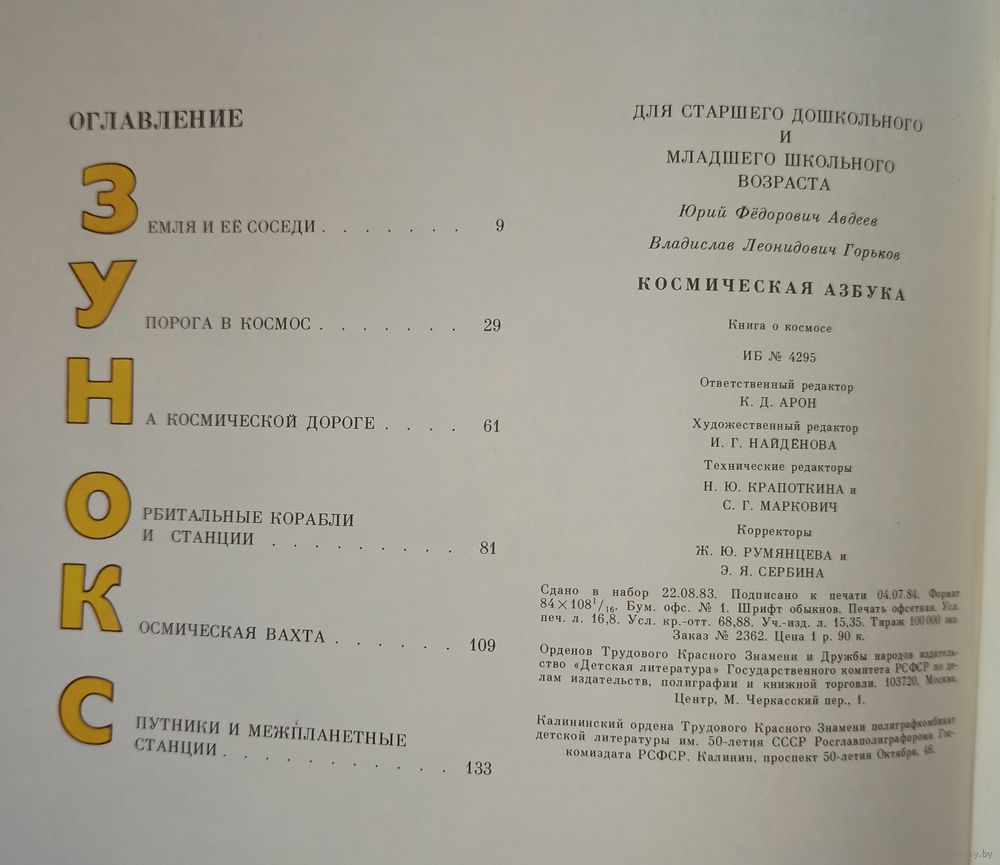 ОГЛАВЛЕНИЕ
ЗЕМЛЯ И ЕЁ СОСЕДИ . . . . . . . 9
У ПОРОГА В КОСМОС . . . . . . . 29
НА КОСМИЧЕСКОЙ ДОРОГЕ . . . . 61
ОРБИТАЛЬНЫЕ КОРАБЛИ
И СТАНЦИИ . . . . . . . . . 81
КОСМИЧЕСКАЯ ВАХТА . . . . . . 109
СПУТНИКИ И МЕЖПЛАНЕТНЫЕ
СТАНЦИИ . . . . . . . . . . 133
ДЛЯ СТАРШЕГО ДОШКОЛЬНОГО
И
МЛАДШЕГО ШКОЛЬНОГО
ВОЗРАСТА
Юрий Фёдорович Авдеев
Владислав Леонидович Горьков
КОСМИЧЕСКАЯ АЗБУКА
Книга о космосе
ИБ № 4295
Ответственный редактор
К. Д. АРОН
Художественный редактор
И. Г. НАЙДЁНОВА
Технические редакторы
Н. Ю. КРАПОТКИНА и
С. Г. МАРКОВИЧ
Корректоры
Ж. Ю. РУМЯНЦЕВА и
Э. Я. СЕРБИНА
Сдано в набор 22.08.83. Подписано к печати 04.07.84. Формат
84×108¹/₁₆. Бум. офс. № 1. Шрифт обыкнов. Печать офсетная. Усл.
печ. л. 16,8. Усл. кр.-отт. 68,88. Уч.-изд. л. 15,35. Тираж 100 000 экз.
Заказ № 2362. Цена 1 р. 90 к.
Орденов Трудового Красного Знамени и Дружбы народов издатель-
ство «Детская литература» Государственного комитета РСФСР по де-
лам издательств, полиграфии и книжной торговли. 103720, Москва,
Центр, М. Черкасский пер., 1.
Калининский ордена Трудового Красного Знамени полиграфкомбинат
детской литературы им. 50-летия СССР Росглавполиграфпрома Гос-
комиздата РСФСР. Калинин, проспект 50-летия Октября, 46.